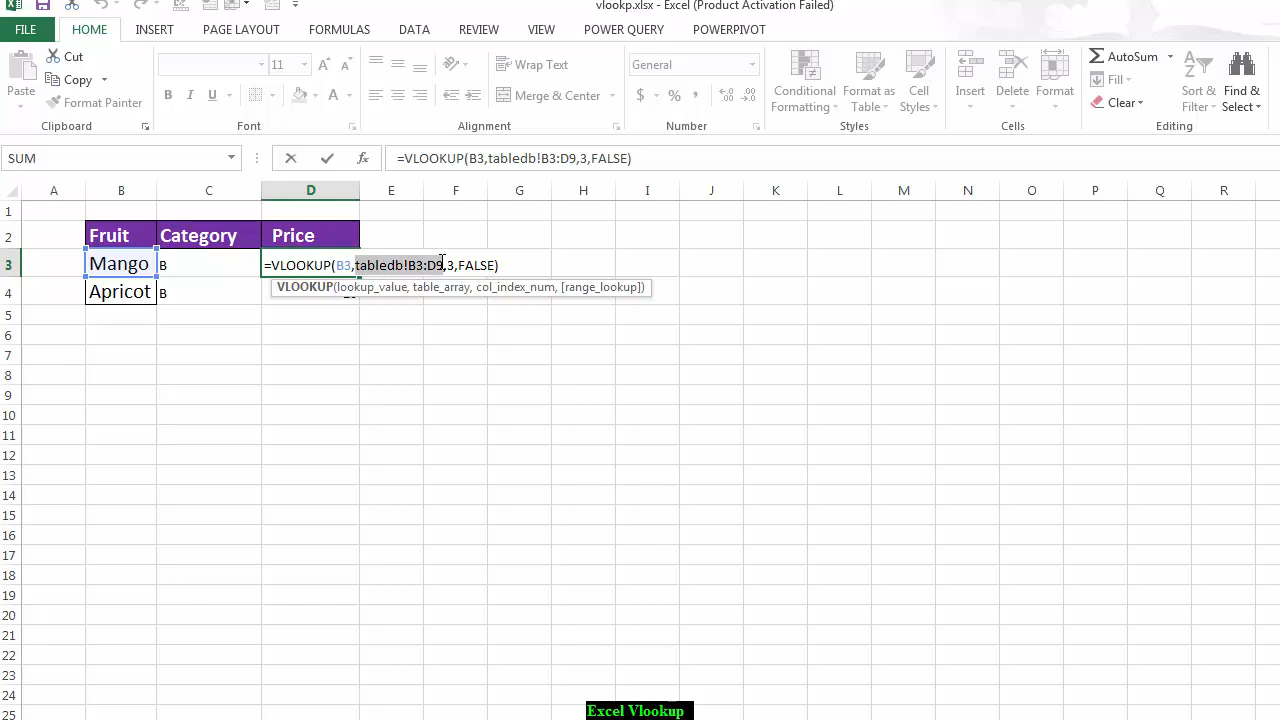 vlookp.xlsx - Excel (Product Activation Failed)
FILE HOME INSERT PAGE LAYOUT FORMULAS DATA REVIEW VIEW POWER QUERY POWERPIVOT
Paste
Cut
Copy
Format Painter
Clipboard
11 A A
B I U A
Font
Wrap Text
Merge & Center
Alignment
General
$ % ,
Number
Conditional Formatting
Format as Table
Cell Styles
Styles
Insert
Delete
Format
Cells
AutoSum
Fill
Clear
Sort & Filter
Find & Select
Editing
SUM fx =VLOOKUP(B3,tabledb!B3:D9,3,FALSE)
A B C D E F G H I J K L M N O P Q R
1
2 Fruit Category Price
3 Mango B =VLOOKUP(B3,tabledb!B3:D9,3,FALSE)
VLOOKUP(lookup_value, table_array, col_index_num, [range_lookup])
4 Apricot B
5
6
7
8
9
10
11
12
13
14
15
16
17
18
19
20
21
22
23
24
25
Excel Vlookup